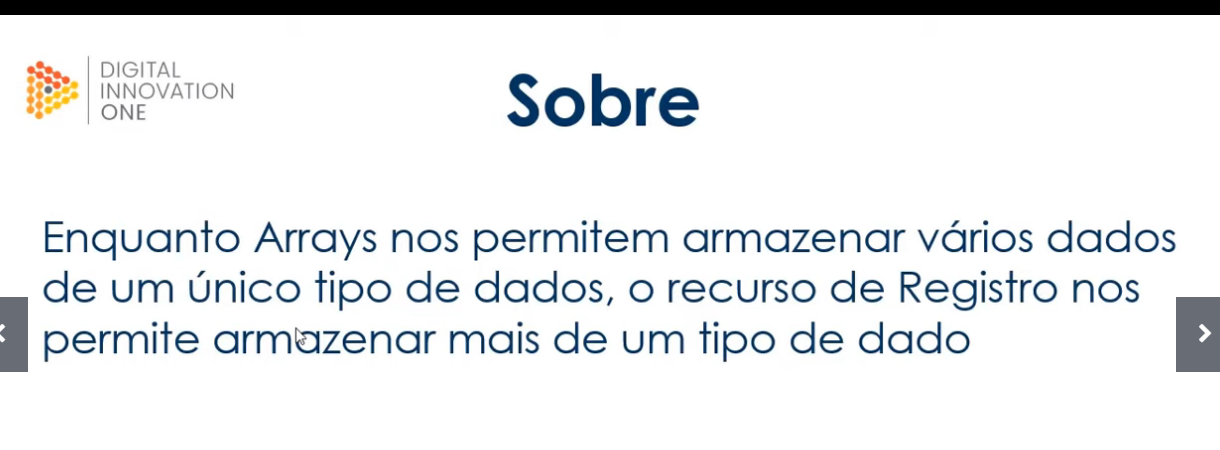 DIGITAL
INNOVATION
ONE
Sobre
Enquanto Arrays nos permitem armazenar vários dados
de um único tipo de dados, o recurso de Registro nos
permite armazenar mais de um tipo de dado